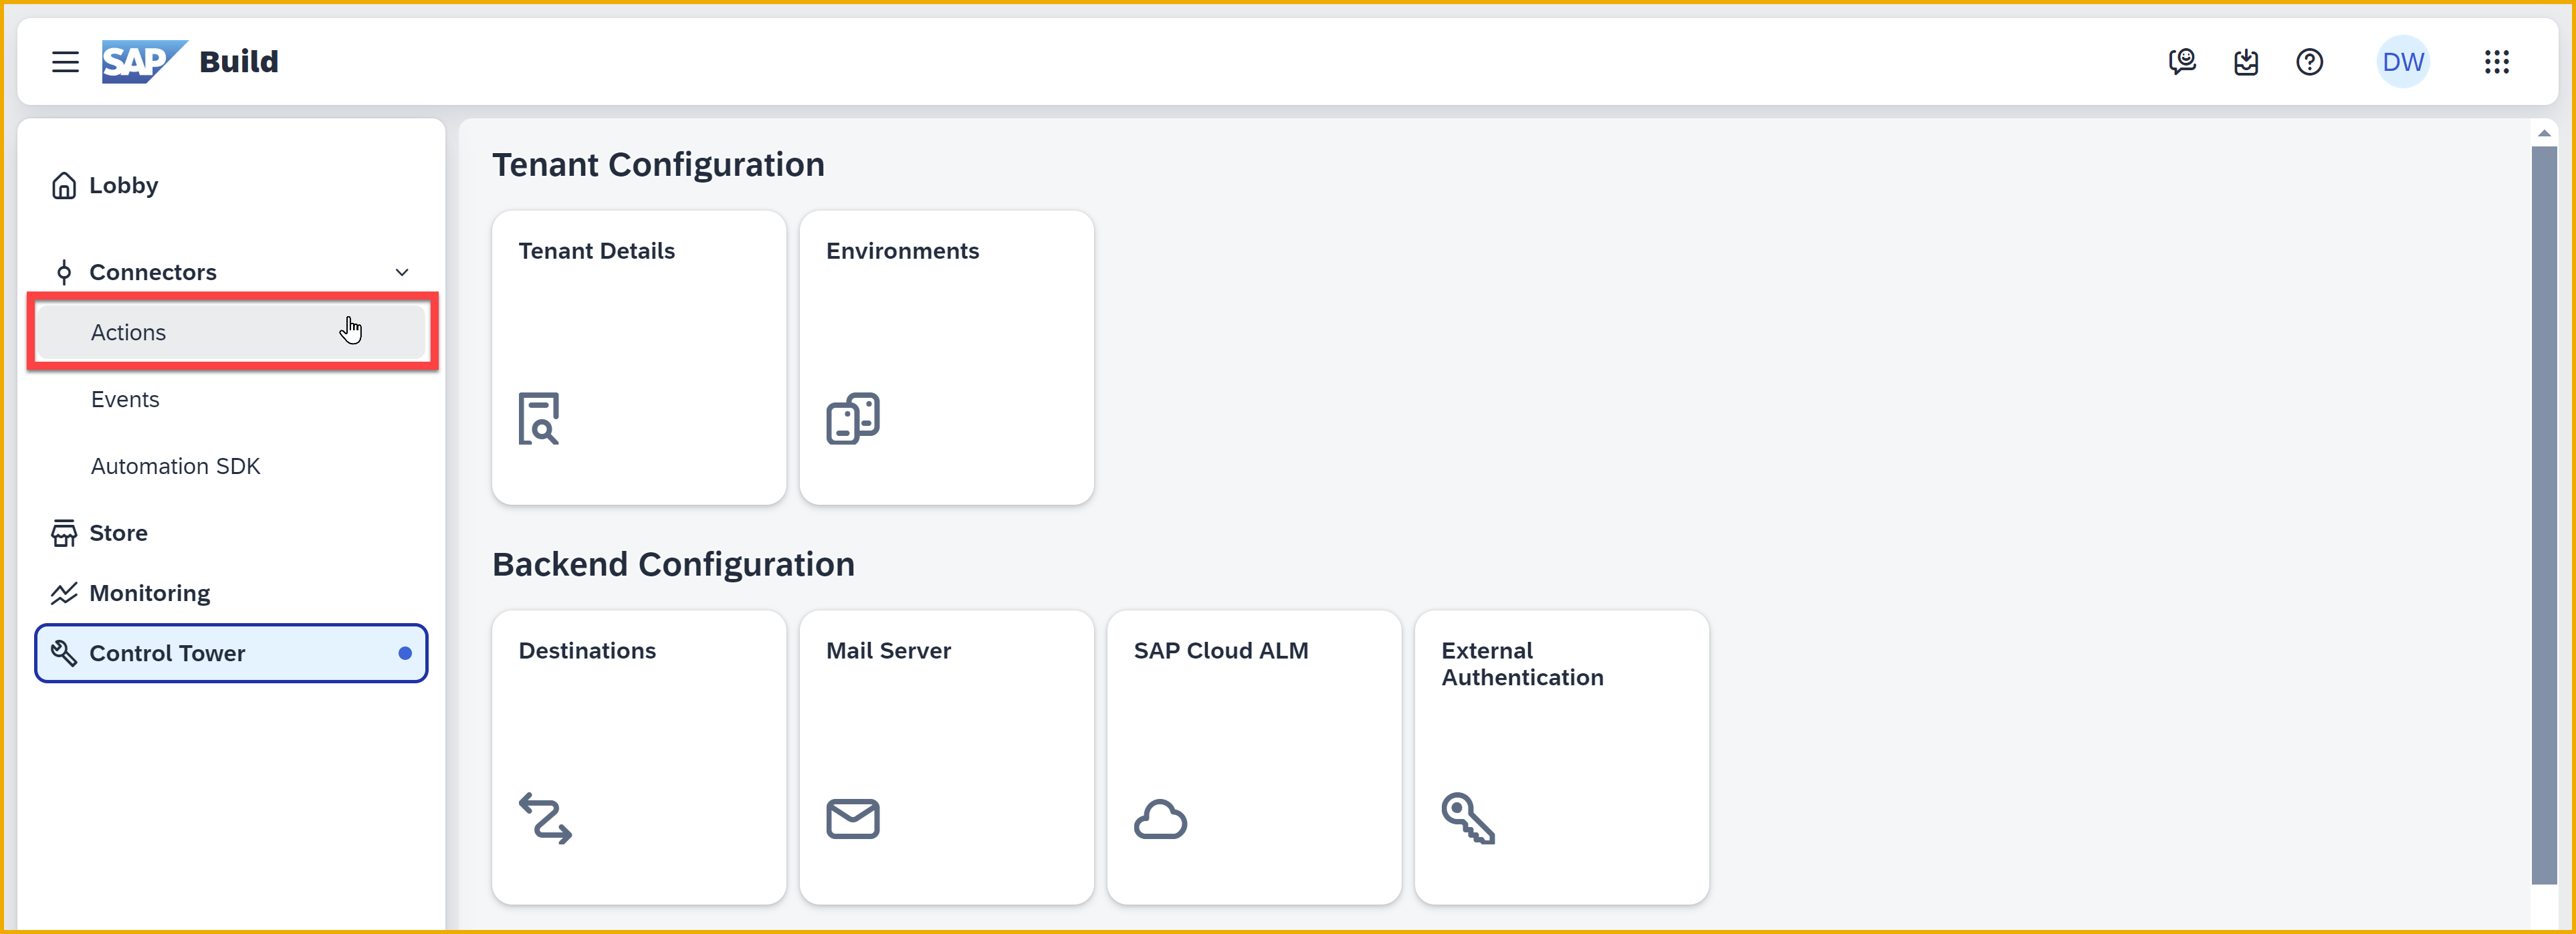 SAP Build
DW
Lobby
Connectors
Actions
Events
Automation SDK
Store
Monitoring
Control Tower
Tenant Configuration
Tenant Details
Environments
Backend Configuration
Destinations
Mail Server
SAP Cloud ALM
External
Authentication